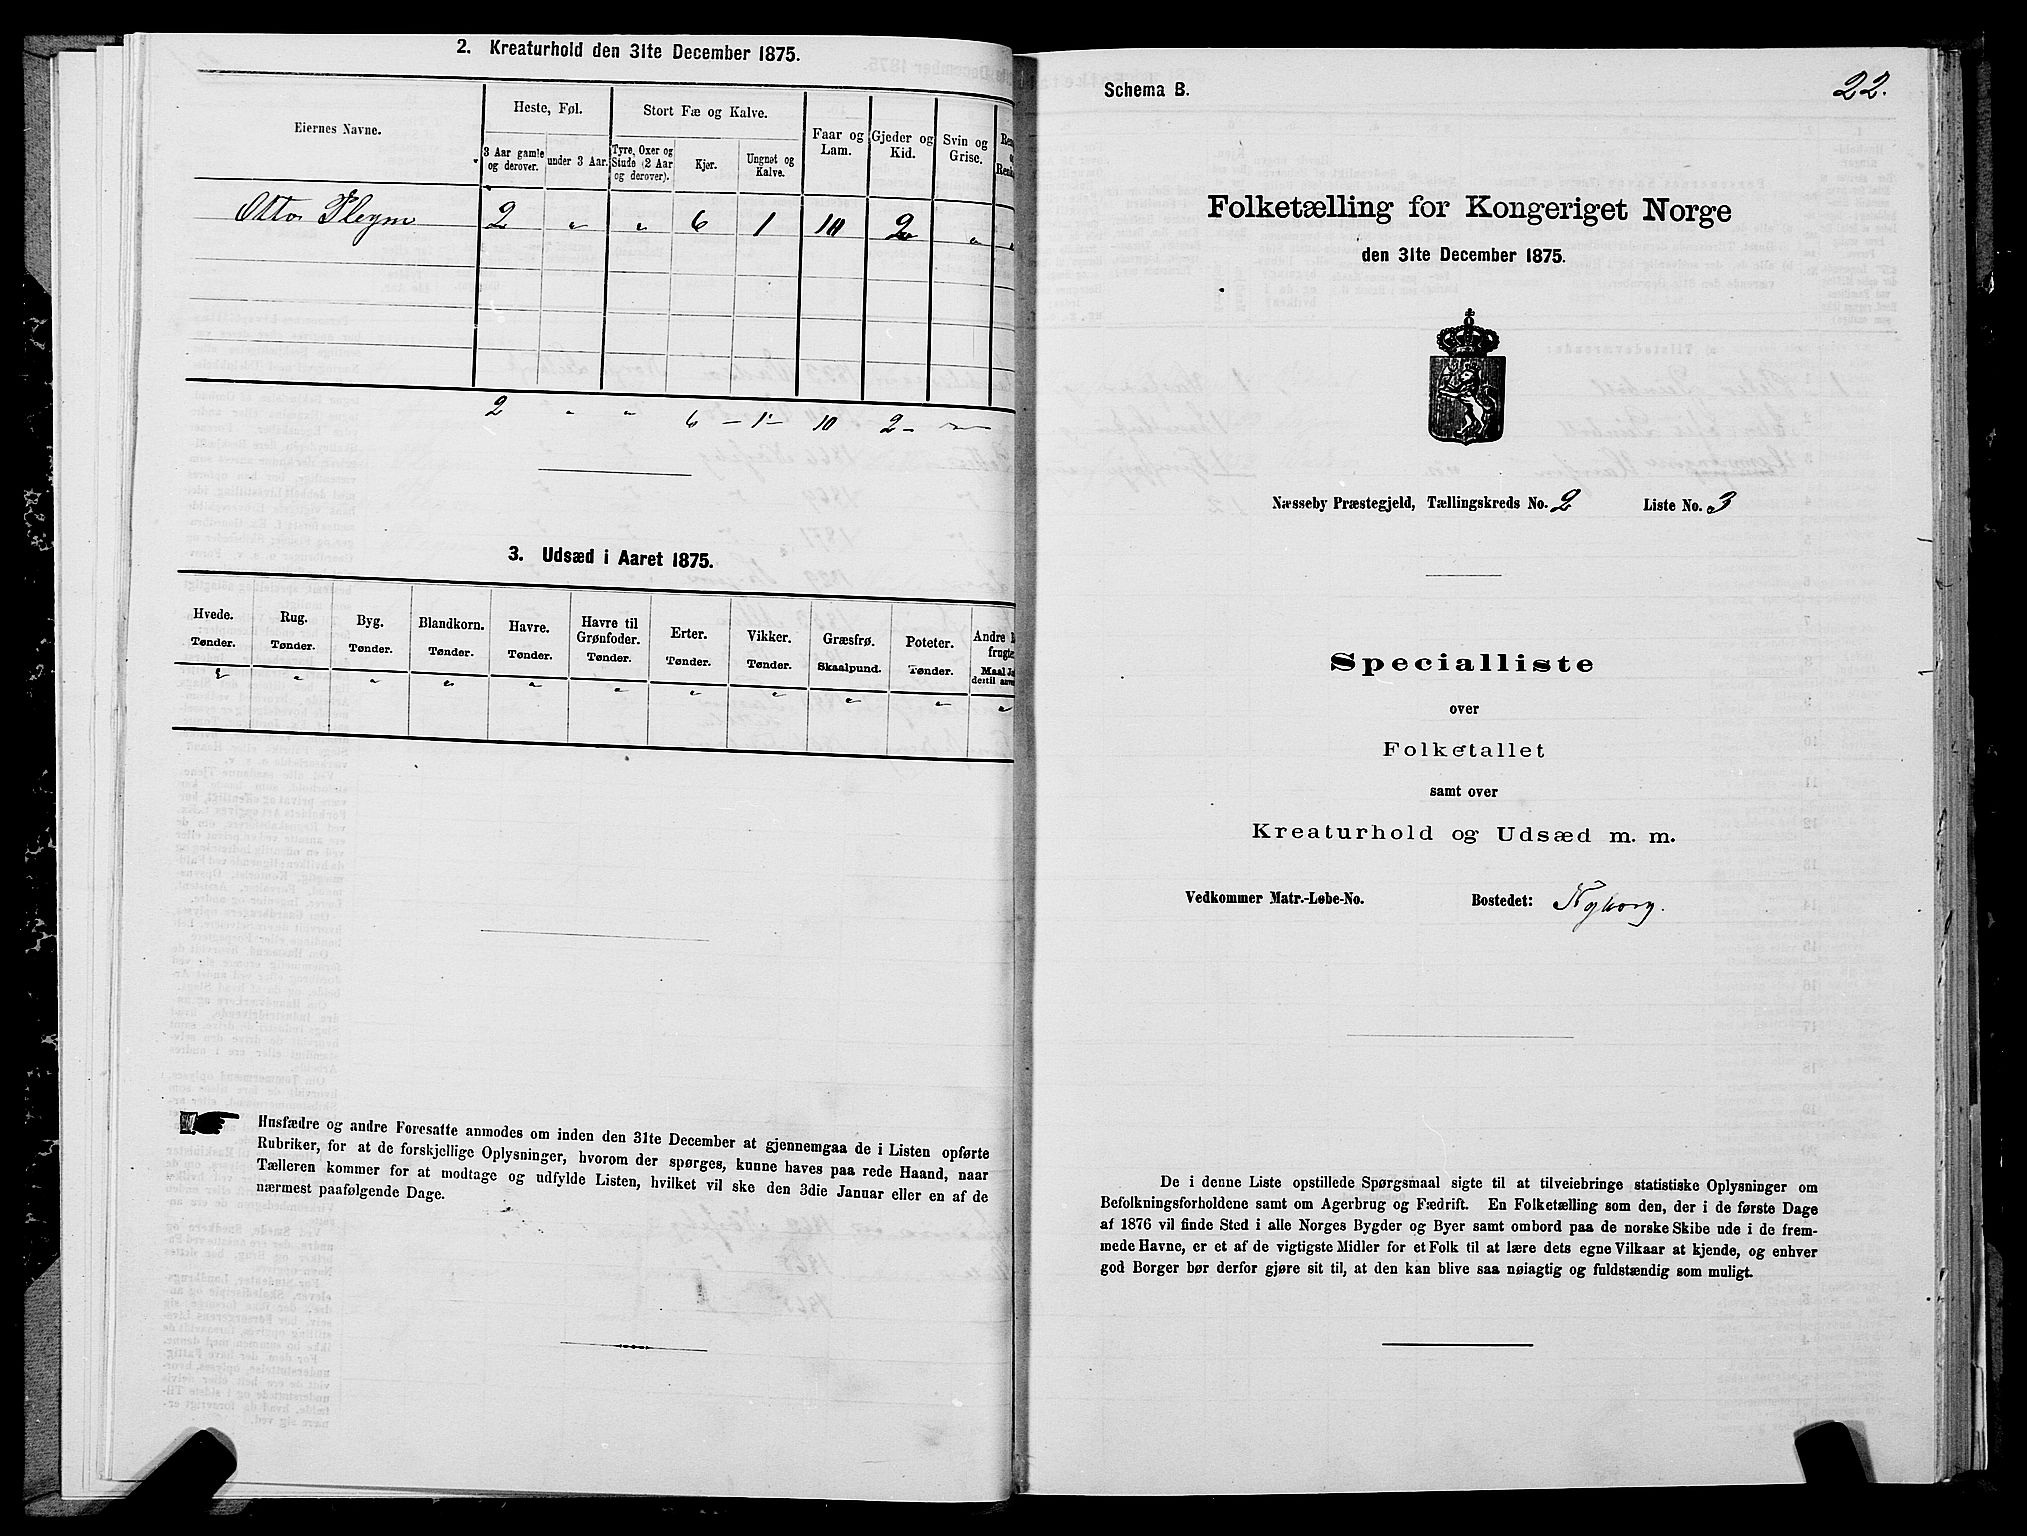 2. Kreaturhold den 31te December 1875.
Eiernes Navne.
Heste, Føl.
Stort Fæ og Kalve.
Faar og Lam.
Gjeder og Kid.
Svin og Grise.
3 Aar gamle og derover.
under 3 Aar.
Tyre, Oxer og Stude (2 Aar og derover).
Kjør.
Ungnøt og Kalve.
Otto Pleym 2 " " 6 1 10 2 " "
2 " " 6 - 1 - 10 2 -
3. Udsæd i Aaret 1875.
Hvede. Rug. Byg. Blandkorn. Havre. Havre til Grønfoder. Erter. Vikker. Græsfrø. Poteter. Andre
Tønder. Tønder. Tønder. Tønder. Tønder. Tønder. Tønder. Tønder. Skaalpund. Tønder. Maal
" " " " " " " " " "
Husfædre og andre Foresatte anmodes om inden den 31te December at gjennemgaa de i Listen opførte
Rubriker, for at de forskjellige Oplysninger, hvorom der spørges, kunne haves paa rede Haand, naar
Tælleren kommer for at modtage og udfylde Listen, hvilket vil ske den 3die Januar eller en af de
nærmest paafølgende Dage.
Schema B.
22.
Folketælling for Kongeriget Norge
den 31te December 1875.
Næsseby Præstegjeld, Tællingskreds No. 2 Liste No. 3
Specialliste
over
Folketallet
samt over
Kreaturhold og Udsæd m. m.
Vedkommer Matr.-Løbe-No. Bostedet: Nyborg.
De i denne Liste opstillede Spørgsmaal sigte til at tilveiebringe statistiske Oplysninger om
Befolkningsforholdene samt om Agerbrug og Fædrift. En Folketælling som den, der i de første Dage
af 1876 vil finde Sted i alle Norges Bygder og Byer samt ombord paa de norske Skibe ude i de frem-
mede Havne, er et af de vigtigste Midler for et Folk til at lære dets egne Vilkaar at kjende, og enhver
god Borger bør derfor gjøre sit til, at den kan blive saa nøiagtig og fuldstændig som muligt.